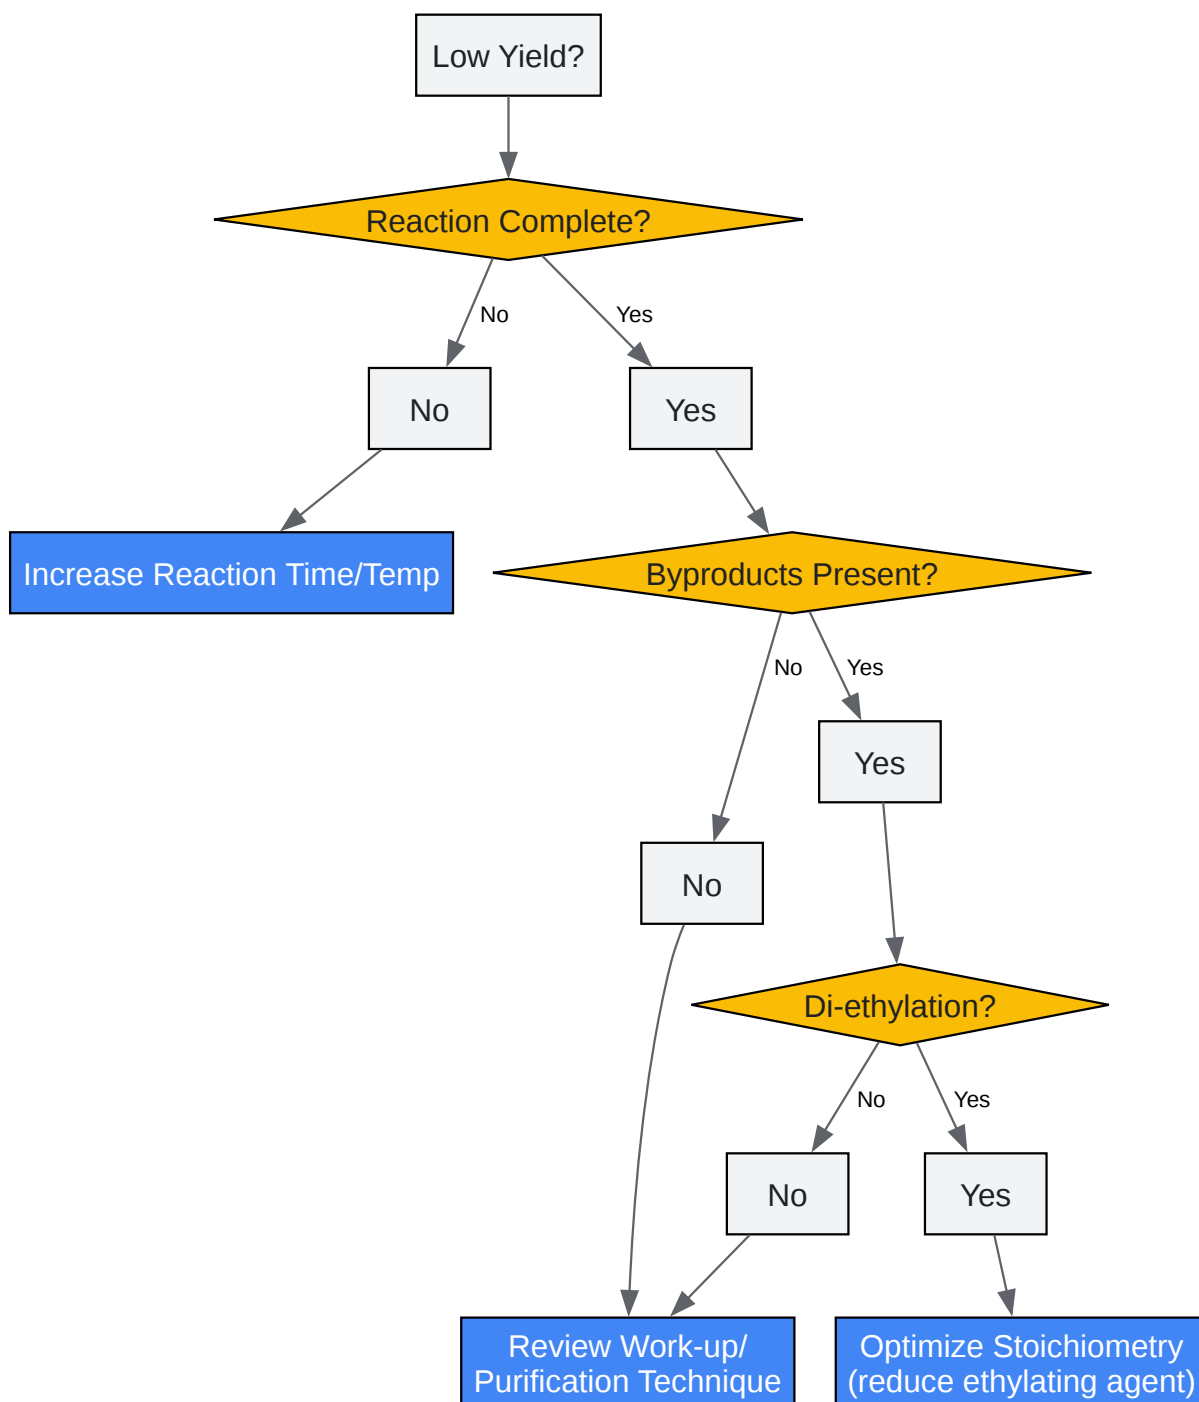 Low Yield?
Reaction Complete?
No
Yes
No
Yes
Increase Reaction Time/Temp
Byproducts Present?
No
Yes
Yes
No
Di-ethylation?
No
Yes
No
Yes
Review Work-up/
Purification Technique
Optimize Stoichiometry
(reduce ethylating agent)